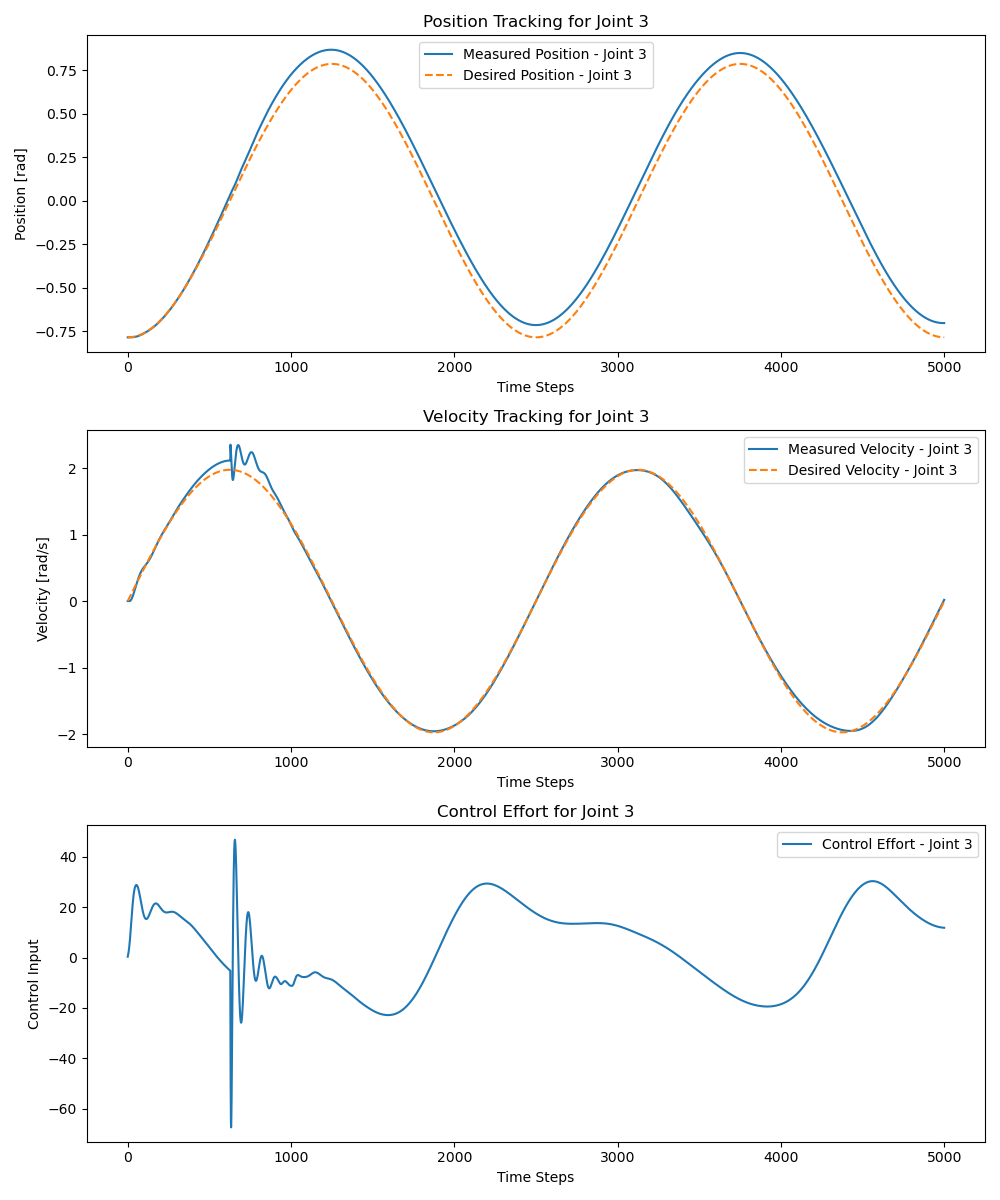 Position Tracking for Joint 3
Measured Position - Joint 3
Desired Position - Joint 3
0.75
0.50
0.25
0.00
−0.25
−0.50
−0.75
Position [rad]
0 1000 2000 3000 4000 5000
Time Steps
Velocity Tracking for Joint 3
Measured Velocity - Joint 3
Desired Velocity - Joint 3
2
1
0
−1
−2
Velocity [rad/s]
0 1000 2000 3000 4000 5000
Time Steps
Control Effort for Joint 3
Control Effort - Joint 3
40
20
0
−20
−40
−60
Control Input
0 1000 2000 3000 4000 5000
Time Steps